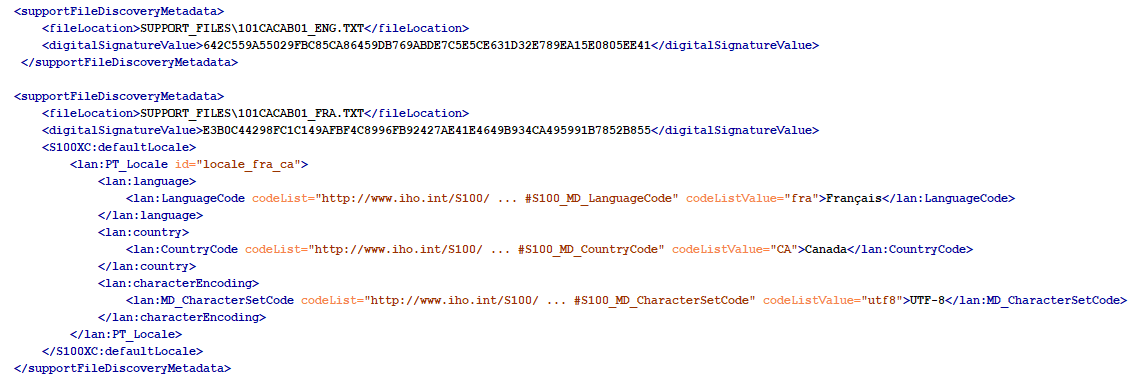 <supportFileDiscoveryMetadata>
<fileLocation>SUPPORT_FILES\101CACAB01_ENG.TXT</fileLocation>
<digitalSignatureValue>642C559A55029FBC85CA86459DB769ABDE7C5E5CE631D32E789EA15E0805EE41</digitalSignatureValue>
</supportFileDiscoveryMetadata>
<supportFileDiscoveryMetadata>
<fileLocation>SUPPORT_FILES\101CACAB01_FRA.TXT</fileLocation>
<digitalSignatureValue>E3B0C44298FC1C149AFBF4C8996FB92427AE41E4649B934CA495991B7852B855</digitalSignatureValue>
<S100XC:defaultLocale>
<lan:PT_Locale id="locale_fra_ca">
<lan:language>
<lan:LanguageCode codeList="http://www.iho.int/S100/ ... #S100_MD_LanguageCode" codeListValue="fra">Français</lan:LanguageCode>
</lan:language>
<lan:country>
<lan:CountryCode codeList="http://www.iho.int/S100/ ... #S100_MD_CountryCode" codeListValue="CA">Canada</lan:CountryCode>
</lan:country>
<lan:characterEncoding>
<lan:MD_CharacterSetCode codeList="http://www.iho.int/S100/ ... #S100_MD_CharacterSetCode" codeListValue="utf8">UTF-8</lan:MD_CharacterSetCode>
</lan:characterEncoding>
</lan:PT_Locale>
</S100XC:defaultLocale>
</supportFileDiscoveryMetadata>